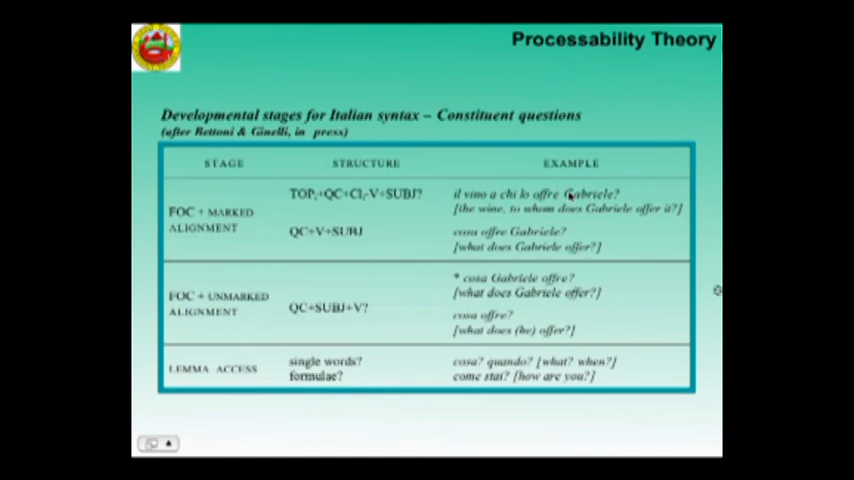 Processability Theory
Developmental stages for Italian syntax – Constituent questions
(after Bettoni & Ginelli, in press)
STAGE STRUCTURE EXAMPLE
FOC + MARKED ALIGNMENT
TOPi+QC+Cli-V+SUBJ?
il vino a chi lo offre Gabriele?
[the wine, to whom does Gabriele offer it?]
QC+V+SUBJ
cosa offre Gabriele?
[what does Gabriele offer?]
FOC + UNMARKED ALIGNMENT
QC+SUBJ+V?
* cosa Gabriele offre?
[what does Gabriele offer?]
cosa offre?
[what does (he) offer?]
LEMMA ACCESS
single words?
formulae?
cosa? quando? [what? when?]
come stai? [how are you?]